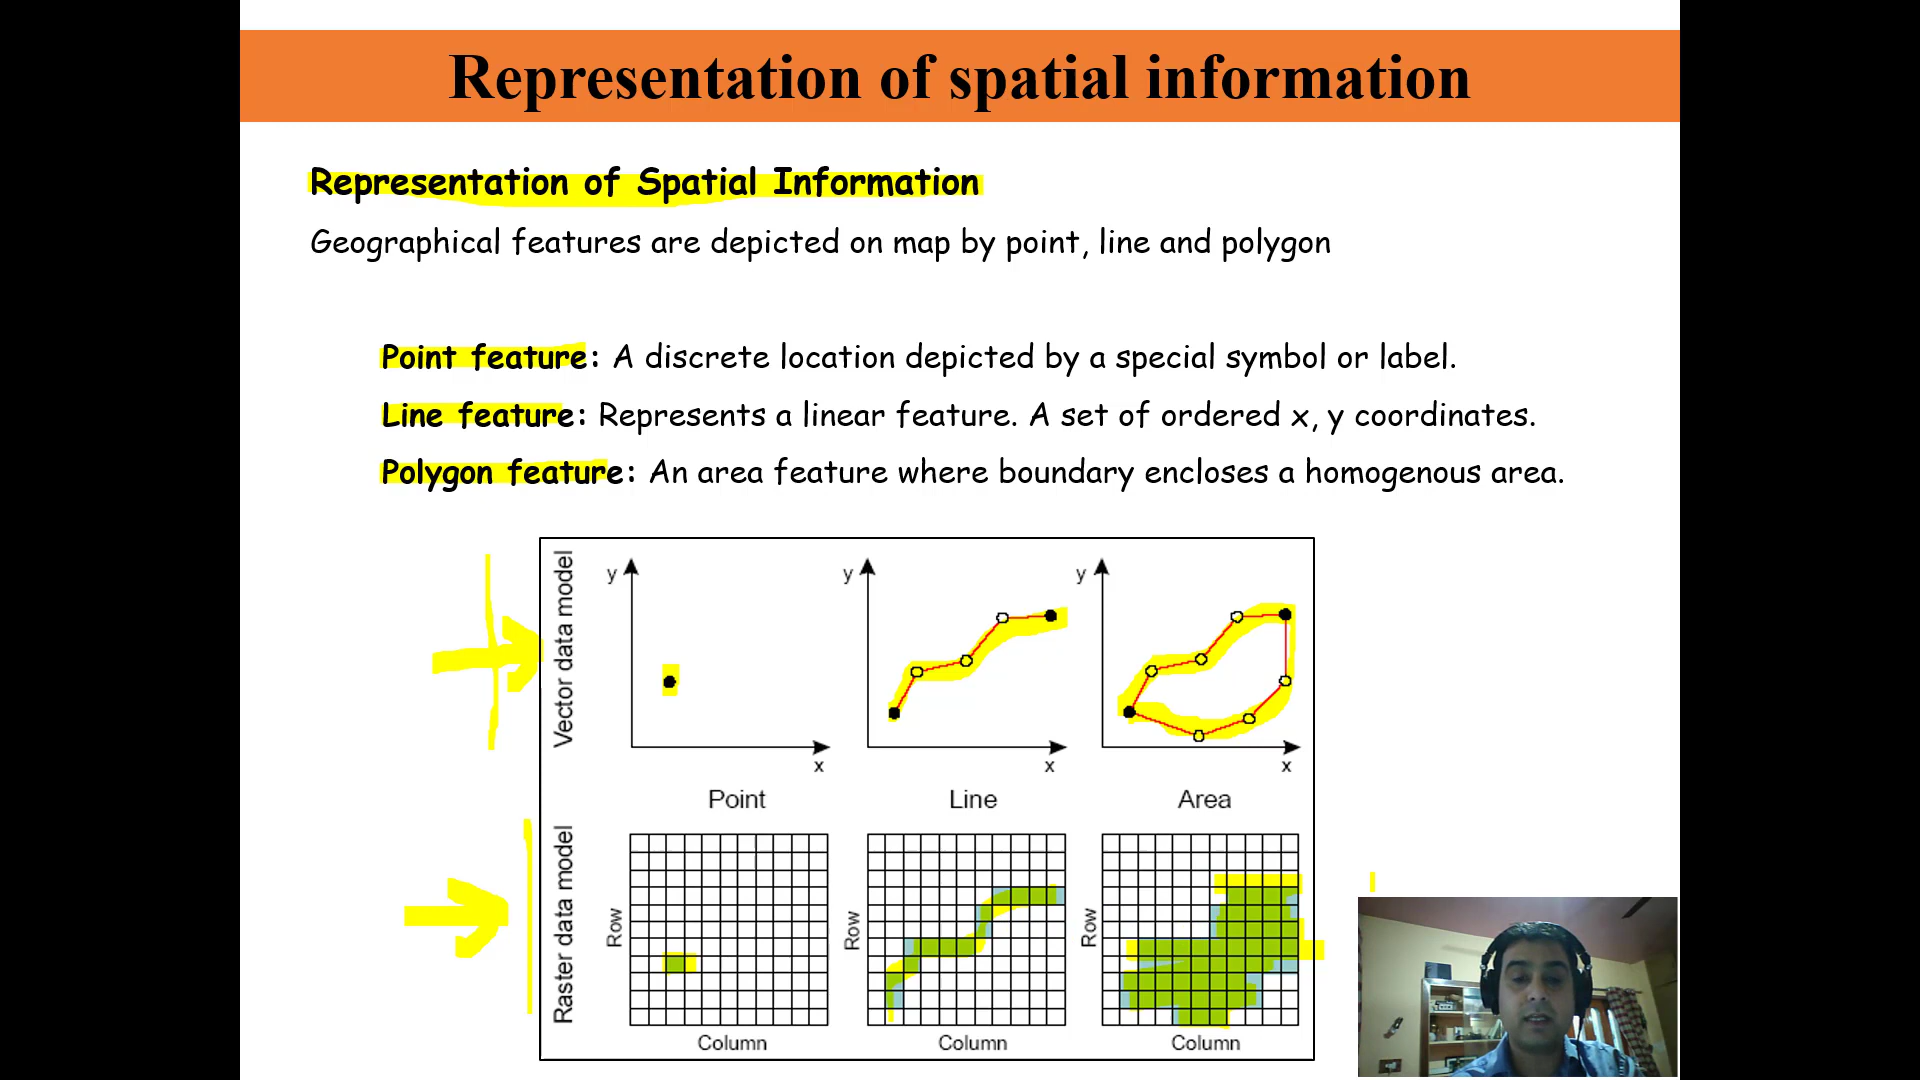 Representation of spatial information
Representation of Spatial Information
Geographical features are depicted on map by point, line and polygon
Point feature: A discrete location depicted by a special symbol or label.
Line feature: Represents a linear feature. A set of ordered x, y coordinates.
Polygon feature: An area feature where boundary encloses a homogenous area.
Vector data model
y
x
y
x
y
x
Point
Line
Area
Raster data model
Row
Row
Row
Column
Column
Column